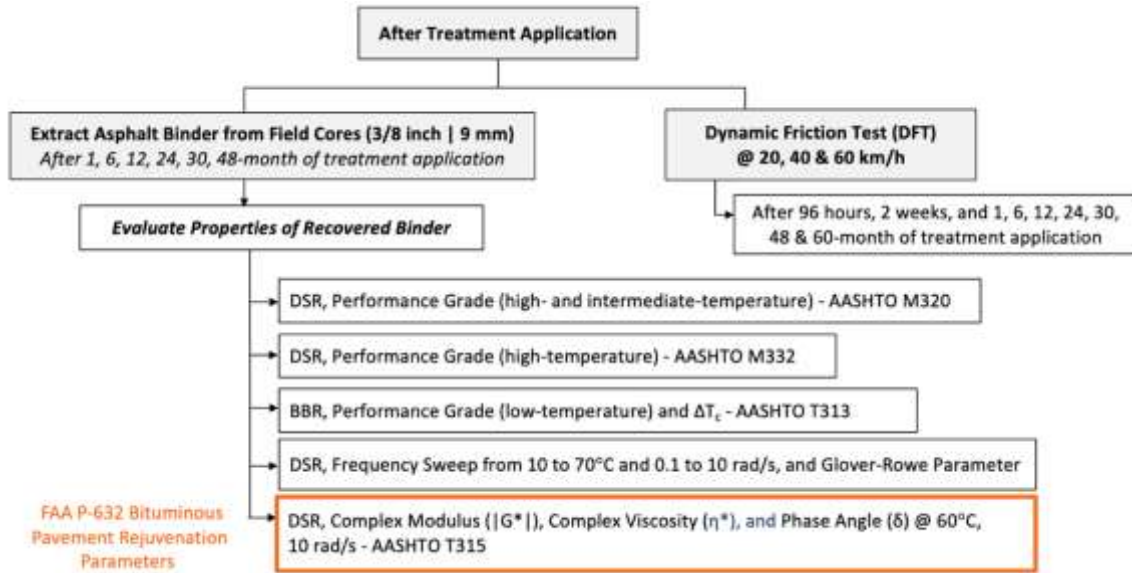 After Treatment Application
Extract Asphalt Binder from Field Cores (3/8 inch | 9 mm)
After 1, 6, 12, 24, 30, 48-month of treatment application
Dynamic Friction Test (DFT)
@ 20, 40 & 60 km/h
Evaluate Properties of Recovered Binder
After 96 hours, 2 weeks, and 1, 6, 12, 24, 30,
48 & 60-month of treatment application
DSR, Performance Grade (high- and intermediate-temperature) - AASHTO M320
DSR, Performance Grade (high-temperature) - AASHTO M332
BBR, Performance Grade (low-temperature) and ΔTc - AASHTO T313
DSR, Frequency Sweep from 10 to 70°C and 0.1 to 10 rad/s, and Glover-Rowe Parameter
FAA P-632 Bituminous
Pavement Rejuvenation
Parameters
DSR, Complex Modulus (|G*|), Complex Viscosity (η*), and Phase Angle (δ) @ 60°C,
10 rad/s - AASHTO T315